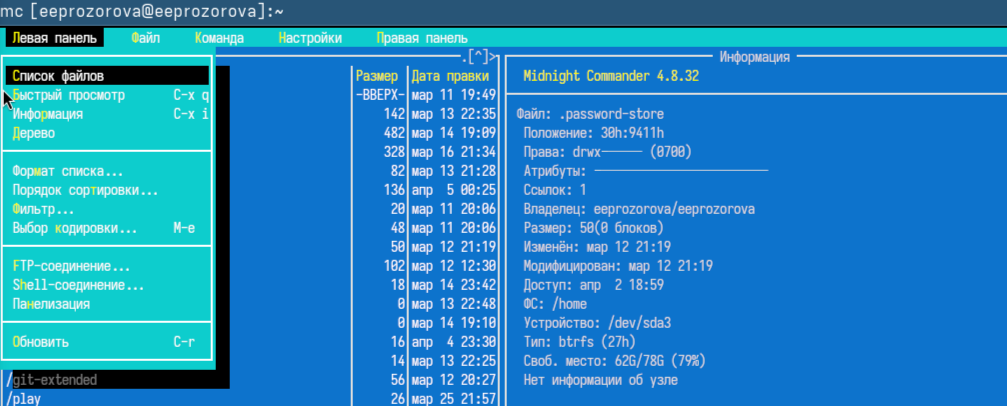 mc [eeprozorova@eeprozorova]:~
Левая панель Файл Команда Настройки Правая панель
.[^]> Информация
Список файлов Размер Дата правки Midnight Commander 4.8.32
Быстрый просмотр C-x q -ВВЕРХ- мар 11 19:49
Информация C-x i 142 мар 13 22:35 Файл: .password-store
Дерево 482 мар 14 19:09 Положение: 30h:9411h
328 мар 16 21:34 Права: drwx------ (0700)
Формат списка... 82 мар 13 21:28 Атрибуты: ────────────────────
Порядок сортировки... 136 апр 5 00:25 Ссылок: 1
Фильтр... 20 мар 11 20:06 Владелец: eeprozorova/eeprozorova
Выбор кодировки... M-e 48 мар 11 20:06 Размер: 50(0 блоков)
50 мар 12 21:19 Изменён: мар 12 21:19
FTP-соединение... 102 мар 12 12:30 Модифицирован: мар 12 21:19
Shell-соединение... 18 мар 14 23:42 Доступ: апр 2 18:59
Панелизация 0 мар 13 22:48 ФС: /home
0 мар 14 19:10 Устройство: /dev/sda3
Обновить C-r 16 апр 4 23:30 Тип: btrfs (27h)
14 мар 13 22:25 Своб. место: 62G/78G (79%)
/git-extended 56 мар 12 20:27 Нет информации об узле
/play 26 мар 25 21:57